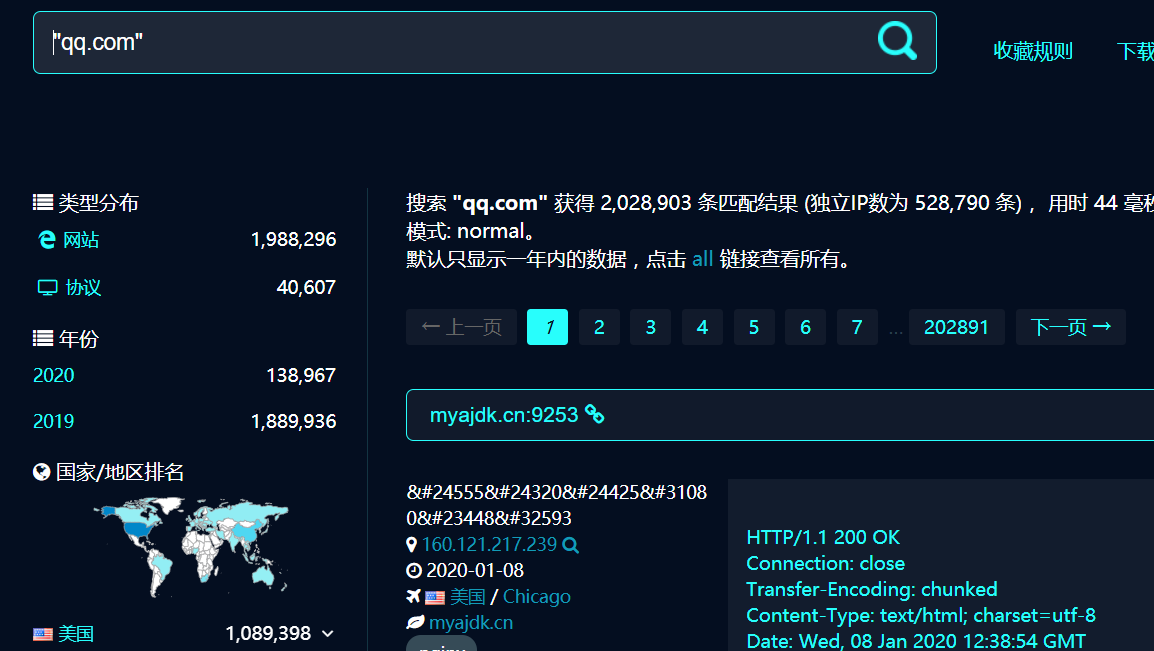 "qq.com"
收藏规则
下载
类型分布
网站 1,988,296
协议 40,607
年份
2020 138,967
2019 1,889,936
国家/地区排名
美国 1,089,398
搜索 "qq.com" 获得 2,028,903 条匹配结果 (独立IP数为 528,790 条) ，用时 44 毫秒
模式: normal。
默认只显示一年内的数据，点击 all 链接查看所有。
← 上一页 1 2 3 4 5 6 7 ... 202891 下一页 →
myajdk.cn:9253
&#24555&#24320&#24425&#3108
0&#23448&#32593
160.121.217.239
2020-01-08
美国 / Chicago
myajdk.cn
nginx
HTTP/1.1 200 OK
Connection: close
Transfer-Encoding: chunked
Content-Type: text/html; charset=utf-8
Date: Wed, 08 Jan 2020 12:38:54 GMT